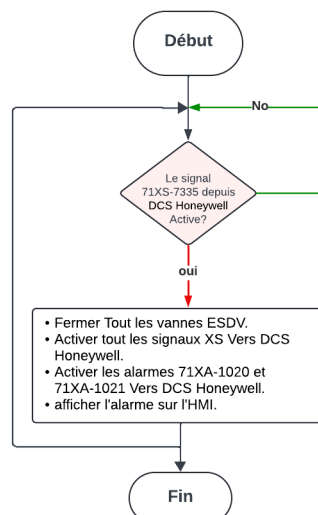 Début
No
Le signal
71XS-7335 depuis
DCS Honeywell
Active?
oui
• Fermer Tout les vannes ESDV.
• Activer tout les signaux XS Vers DCS
Honeywell.
• Activer les alarmes 71XA-1020 et
71XA-1021 Vers DCS Honeywell.
• afficher l'alarme sur l'HMI.
Fin